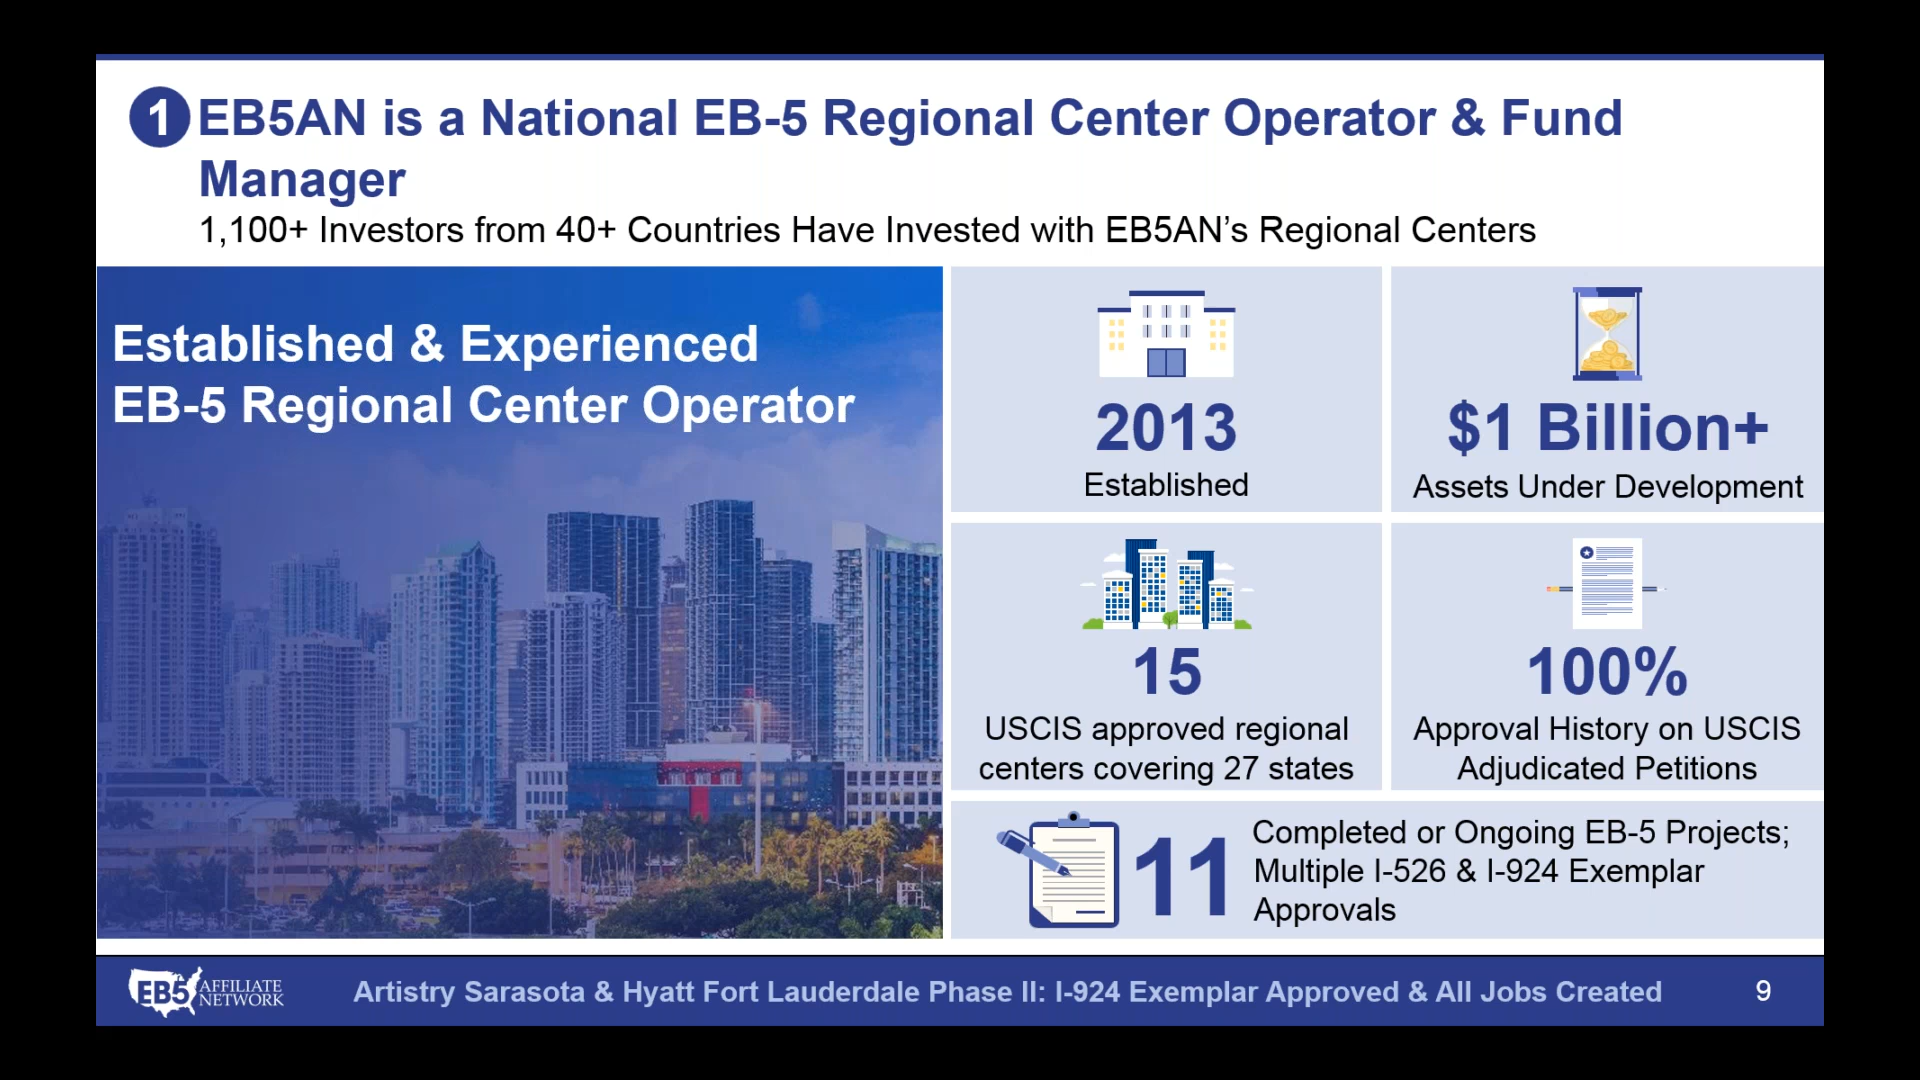 1 EB5AN is a National EB-5 Regional Center Operator & Fund
Manager
1,100+ Investors from 40+ Countries Have Invested with EB5AN’s Regional Centers
Established & Experienced
EB-5 Regional Center Operator
2013
Established
$1 Billion+
Assets Under Development
15
USCIS approved regional
centers covering 27 states
100%
Approval History on USCIS
Adjudicated Petitions
11
Completed or Ongoing EB-5 Projects;
Multiple I-526 & I-924 Exemplar
Approvals
EB5 AFFILIATE
NETWORK
Artistry Sarasota & Hyatt Fort Lauderdale Phase II: I-924 Exemplar Approved & All Jobs Created
9